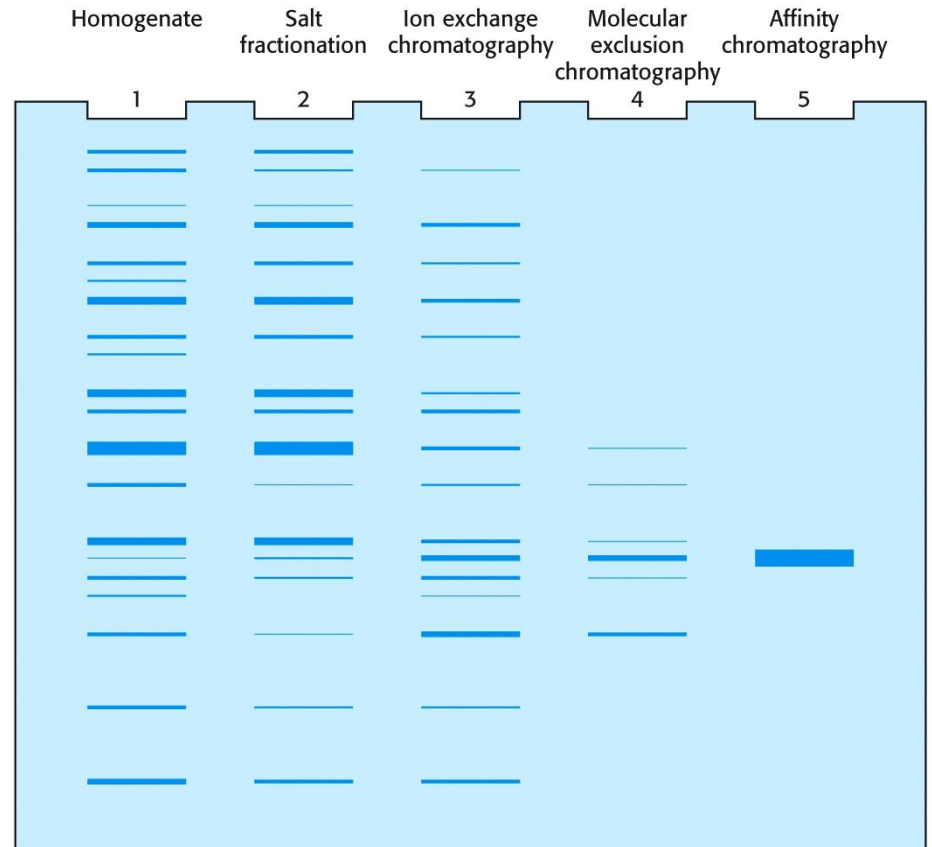 Homogenate
Salt
fractionation
Ion exchange
chromatography
Molecular
exclusion
chromatography
Affinity
chromatography
1
2
3
4
5